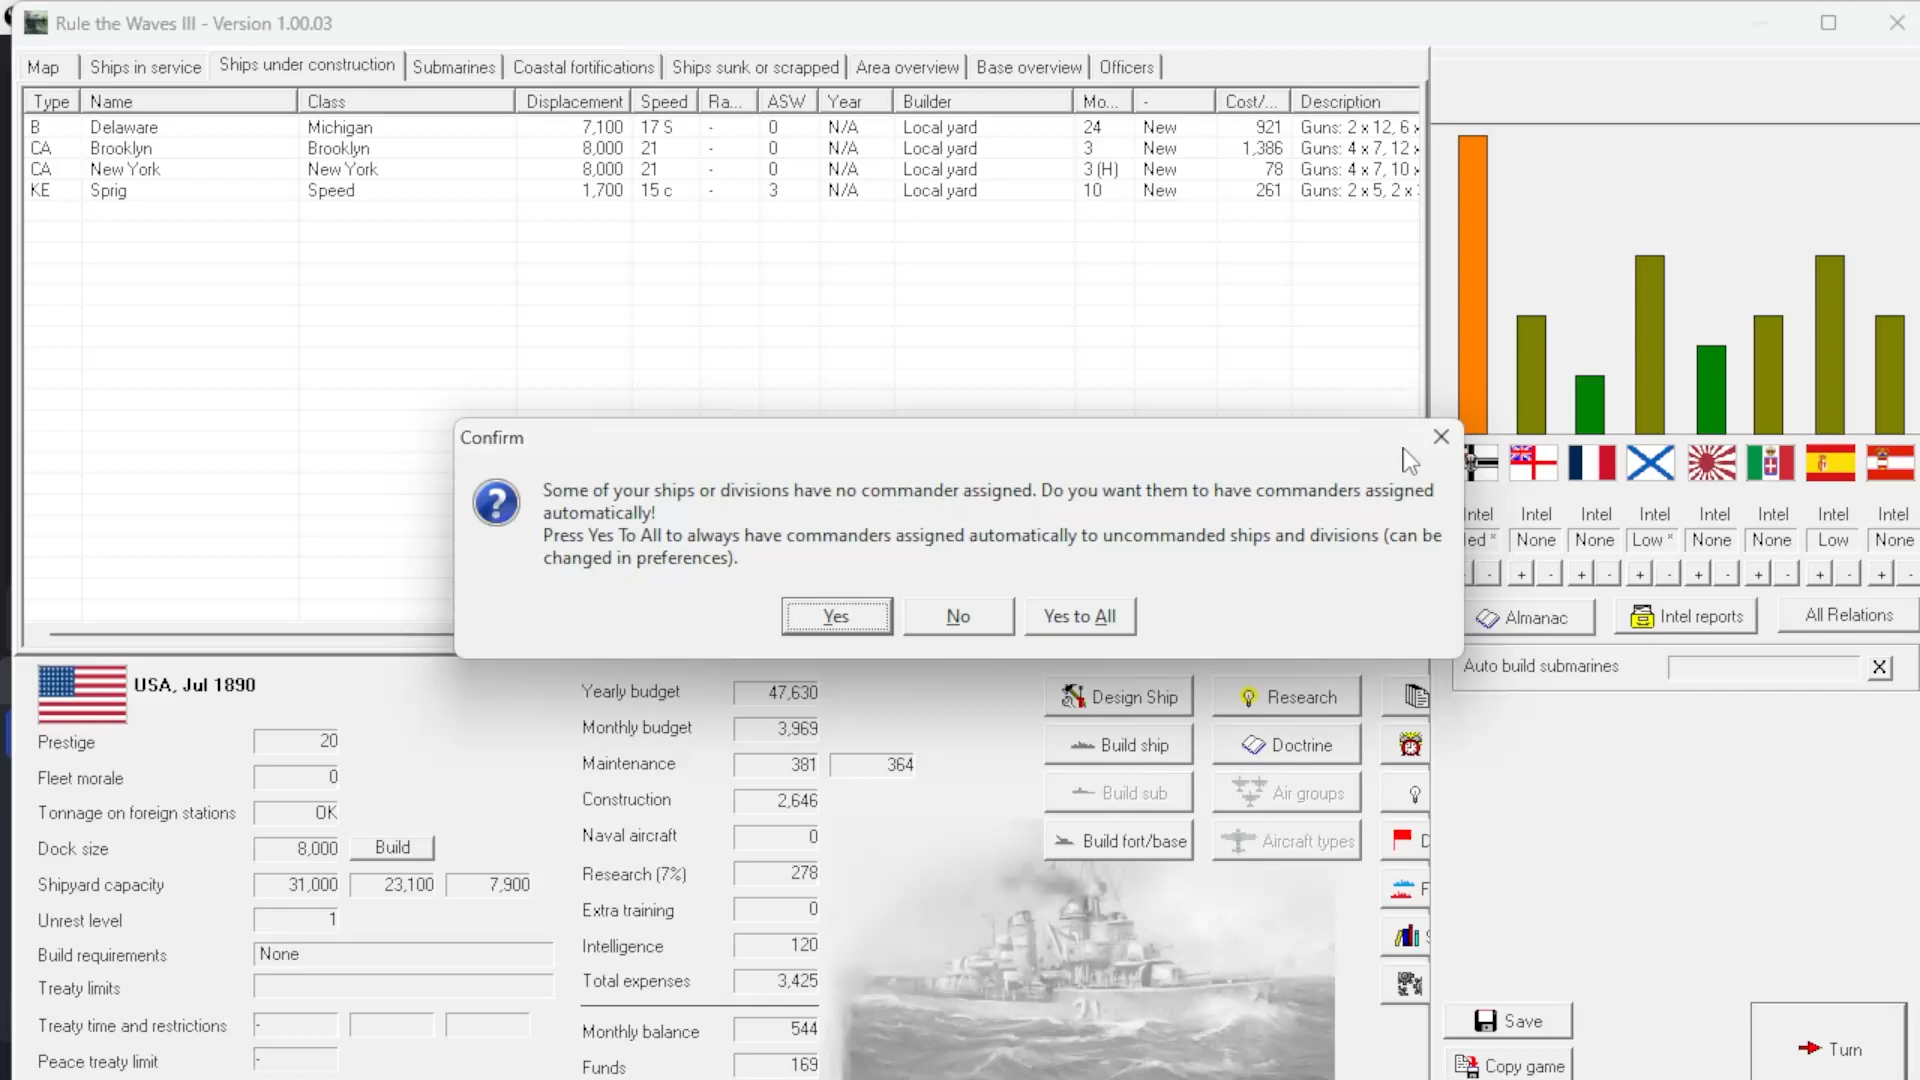 Rule the Waves III - Version 1.00.03
Map Ships in service Ships under construction Submarines Coastal fortifications Ships sunk or scrapped Area overview Base overview Officers
Type Name Class Displacement Speed Ra... ASW Year Builder Mo... - Cost/... Description
B Delaware Michigan 7,100 17 S - 0 N/A Local yard 24 New 921 Guns: 2 x 12, 6 x
CA Brooklyn Brooklyn 8,000 21 - 0 N/A Local yard 3 New 1,386 Guns: 4 x 7, 12 x
CA New York New York 8,000 21 - 0 N/A Local yard 3 (H) New 78 Guns: 4 x 7, 10 x
KE Sprig Speed 1,700 15 c - 3 N/A Local yard 10 New 261 Guns: 2 x 5, 2 x
Confirm
Some of your ships or divisions have no commander assigned. Do you want them to have commanders assigned
automatically!
Press Yes To All to always have commanders assigned automatically to uncommanded ships and divisions (can be
changed in preferences).
Yes No Yes to All
Intel Intel Intel Intel Intel Intel Intel
None None Low * None None Low None
- + - + - + - + - + - + - + -
Almanac Intel reports All Relations
Auto build submarines X
USA, Jul 1890
Prestige 20
Fleet morale 0
Tonnage on foreign stations OK
Dock size 8,000 Build
Shipyard capacity 31,000 23,100 7,900
Unrest level 1
Build requirements None
Treaty limits
Treaty time and restrictions -
Peace treaty limit -
Yearly budget 47,630
Monthly budget 3,969
Maintenance 381 364
Construction 2,646
Naval aircraft 0
Research (7%) 278
Extra training 0
Intelligence 120
Total expenses 3,425
Monthly balance 544
Funds 169
Design Ship Research
Build ship Doctrine
Build sub Air groups
Build fort/base Aircraft types
Save
Copy game
Turn